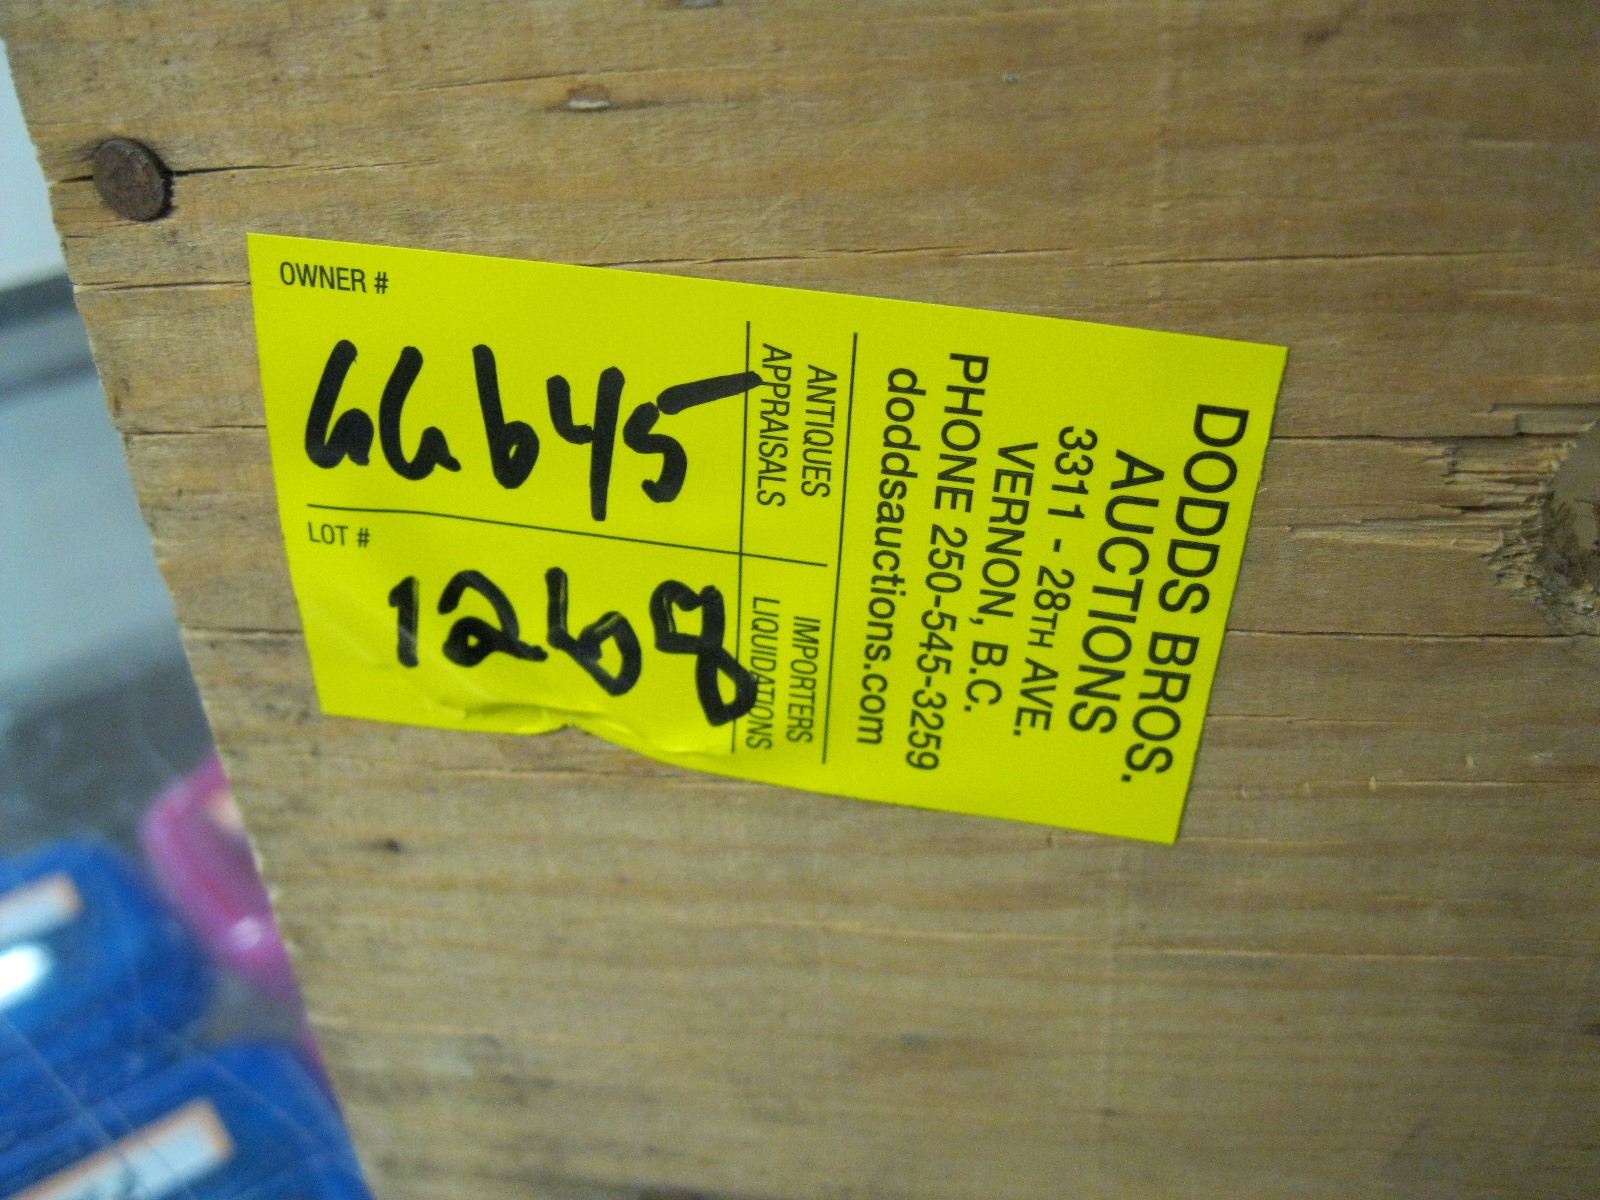 DODDS BROS.
AUCTIONS
3311 - 28TH AVE.
VERNON, B.C.
PHONE 250-545-3259
doddsauctions.com
ANTIQUES
APPRAISALS
IMPORTERS
LIQUIDATIONS
OWNER #
66645
LOT #
1268